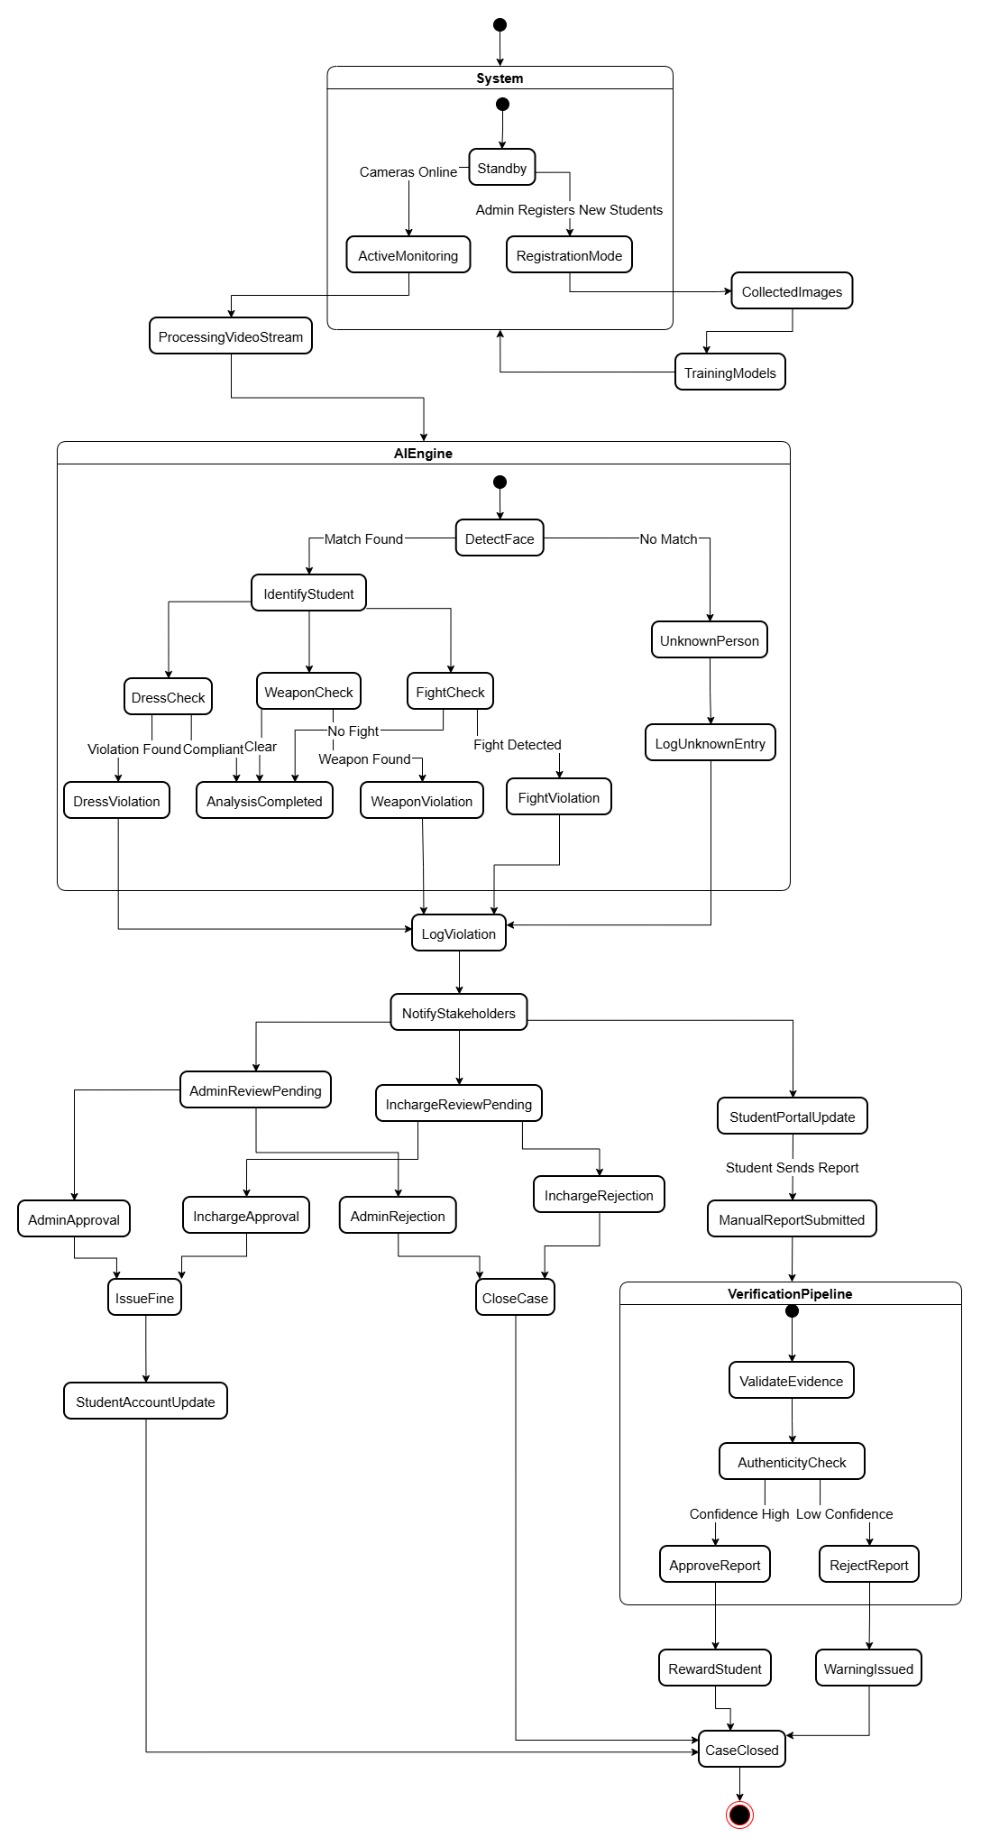 System
Standby
Cameras Online
Admin Registers New Students
ActiveMonitoring
RegistrationMode
CollectedImages
ProcessingVideoStream
TrainingModels
AIEngine
DetectFace
Match Found
No Match
IdentifyStudent
UnknownPerson
DressCheck
WeaponCheck
FightCheck
No Fight
LogUnknownEntry
Violation Found
Compliant
Clear
Fight Detected
Weapon Found
DressViolation
AnalysisCompleted
WeaponViolation
FightViolation
LogViolation
NotifyStakeholders
AdminReviewPending
InchargeReviewPending
StudentPortalUpdate
Student Sends Report
InchargeRejection
AdminApproval
InchargeApproval
AdminRejection
ManualReportSubmitted
IssueFine
CloseCase
VerificationPipeline
ValidateEvidence
StudentAccountUpdate
AuthenticityCheck
Confidence High
Low Confidence
ApproveReport
RejectReport
RewardStudent
WarningIssued
CaseClosed